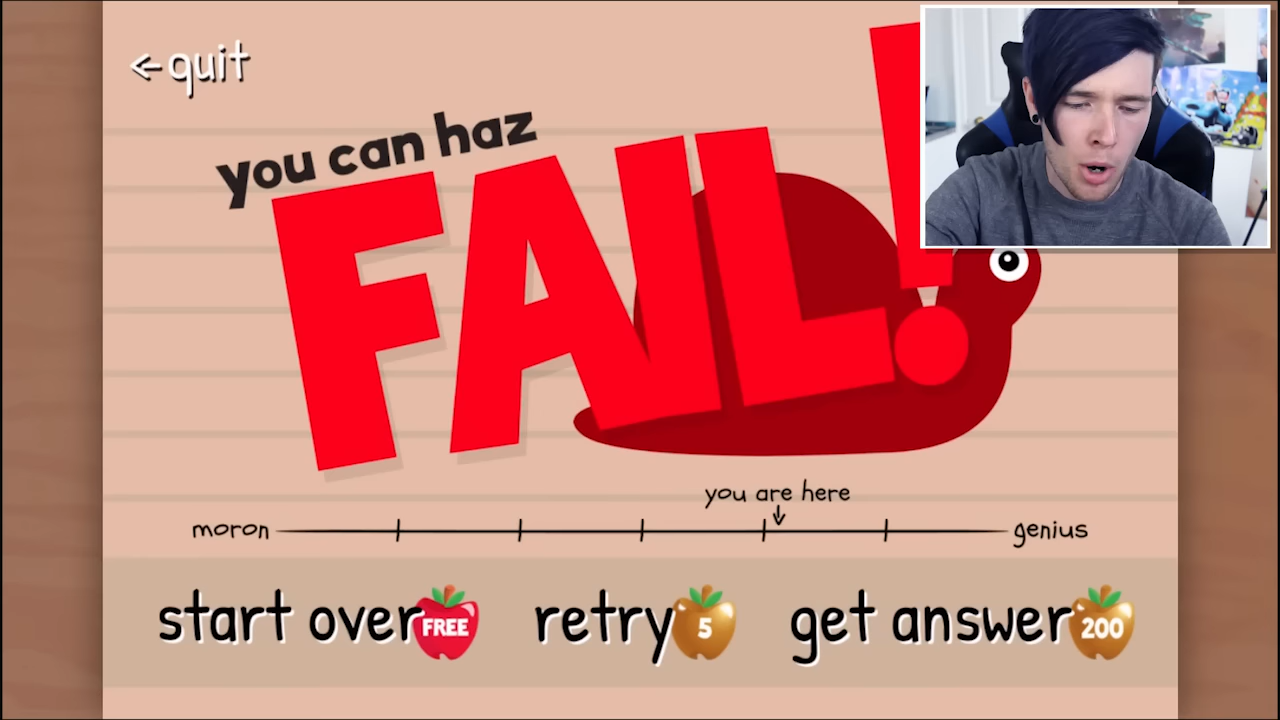 ←quit
you can haz
FAIL!
you are here
moron
genius
start over FREE
retry 5
get answer 200